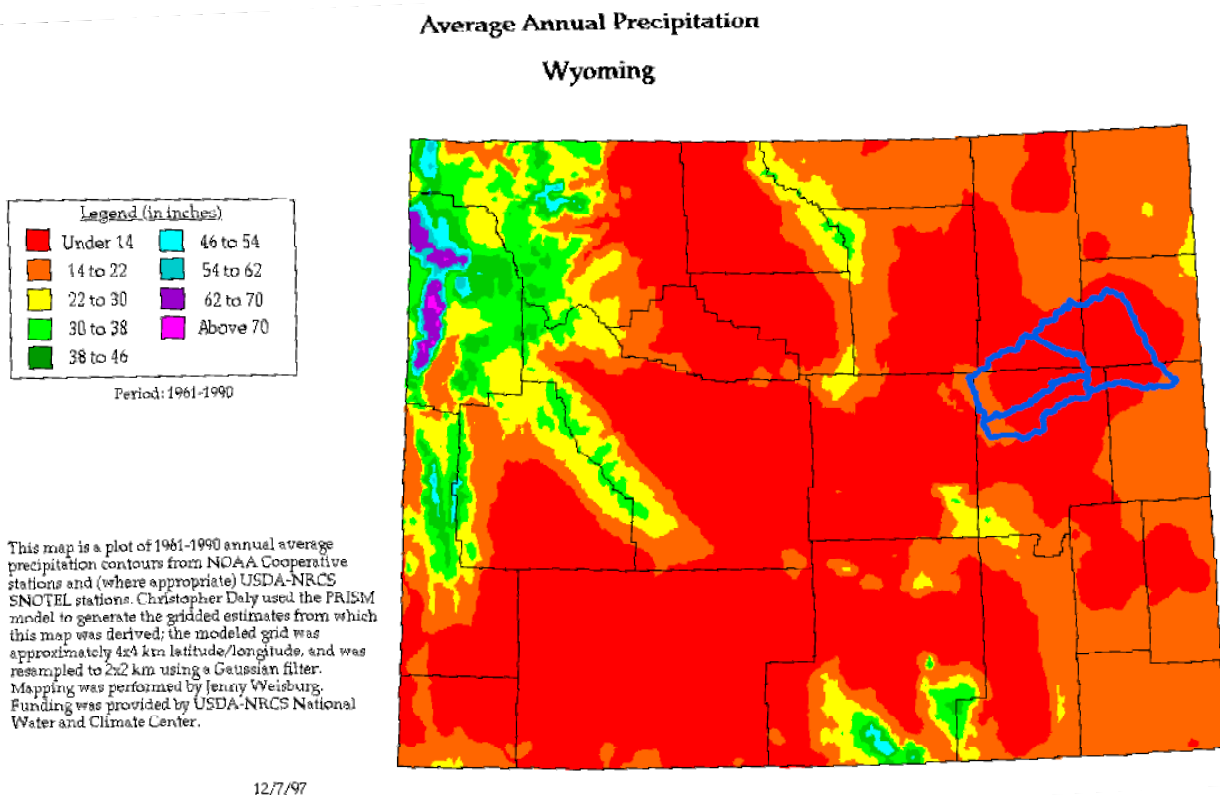 Average Annual Precipitation
Wyoming
Legend (in inches)
Under 14
46 to 54
14 to 22
54 to 62
22 to 30
62 to 70
30 to 38
Above 70
38 to 46
Period: 1961-1990
This map is a plot of 1961-1990 annual average
precipitation contours from NOAA Cooperative
stations and (where appropriate) USDA-NRCS
SNOTEL stations. Christopher Daly used the PRISM
model to generate the gridded estimates from which
this map was derived; the modeled grid was
approximately 4x4 km latitude/longitude, and was
resampled to 2x2 km using a Gaussian filter.
Mapping was performed by Jenny Weisburg.
Funding was provided by USDA-NRCS National
Water and Climate Center.
12/7/97